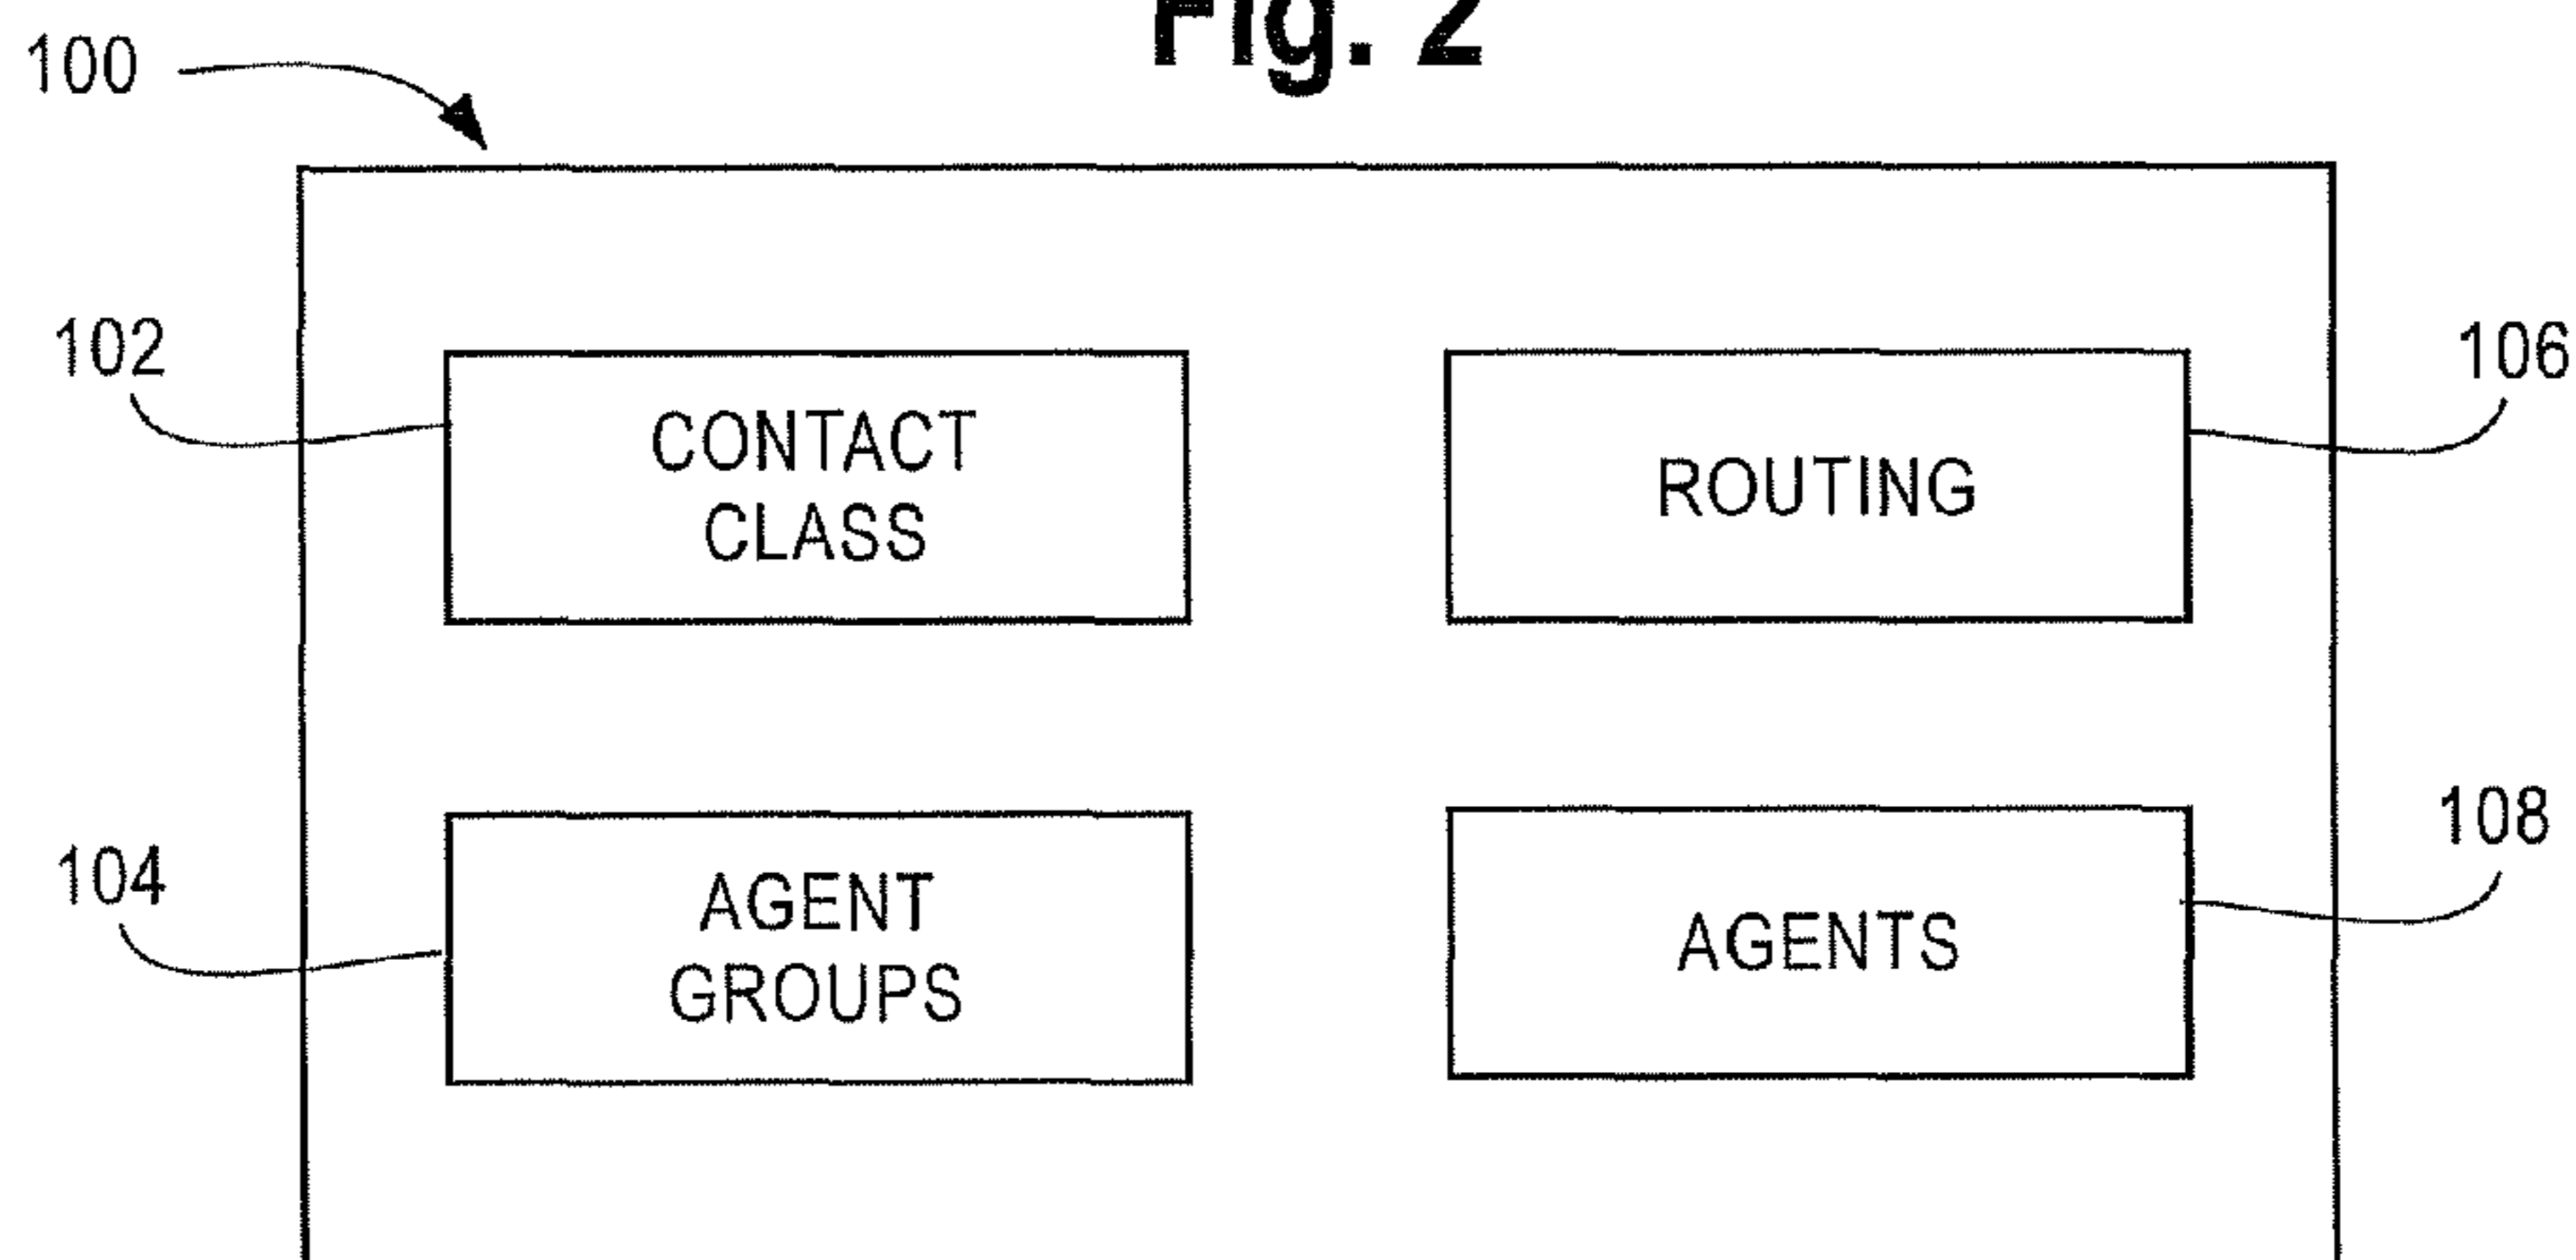 Fig. 2
100
102
CONTACT
CLASS
106
ROUTING
104
AGENT
GROUPS
108
AGENTS